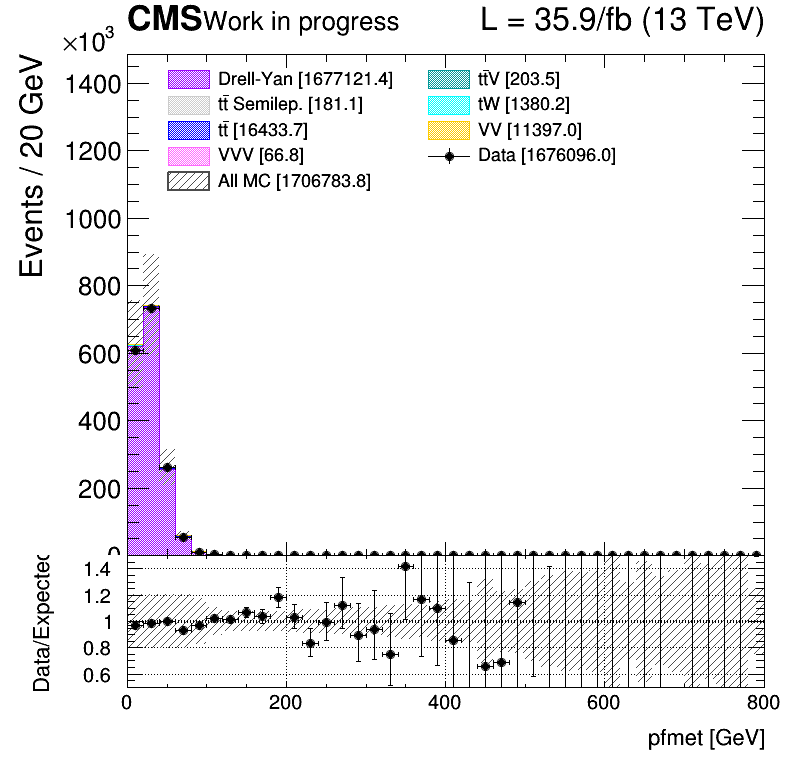 CMS Work in progress L = 35.9/fb (13 TeV)
×10³
Events / 20 GeV
1400
1200
1000
800
600
400
200
0
Drell-Yan [1677121.4]
tt̄ Semilep. [181.1]
tt̄ [16433.7]
VVV [66.8]
All MC [1706783.8]
tt̄V [203.5]
tW [1380.2]
VV [11397.0]
Data [1676096.0]
Data/Expected
1.4
1.2
1
0.8
0.6
0 200 400 600 800
pfmet [GeV]